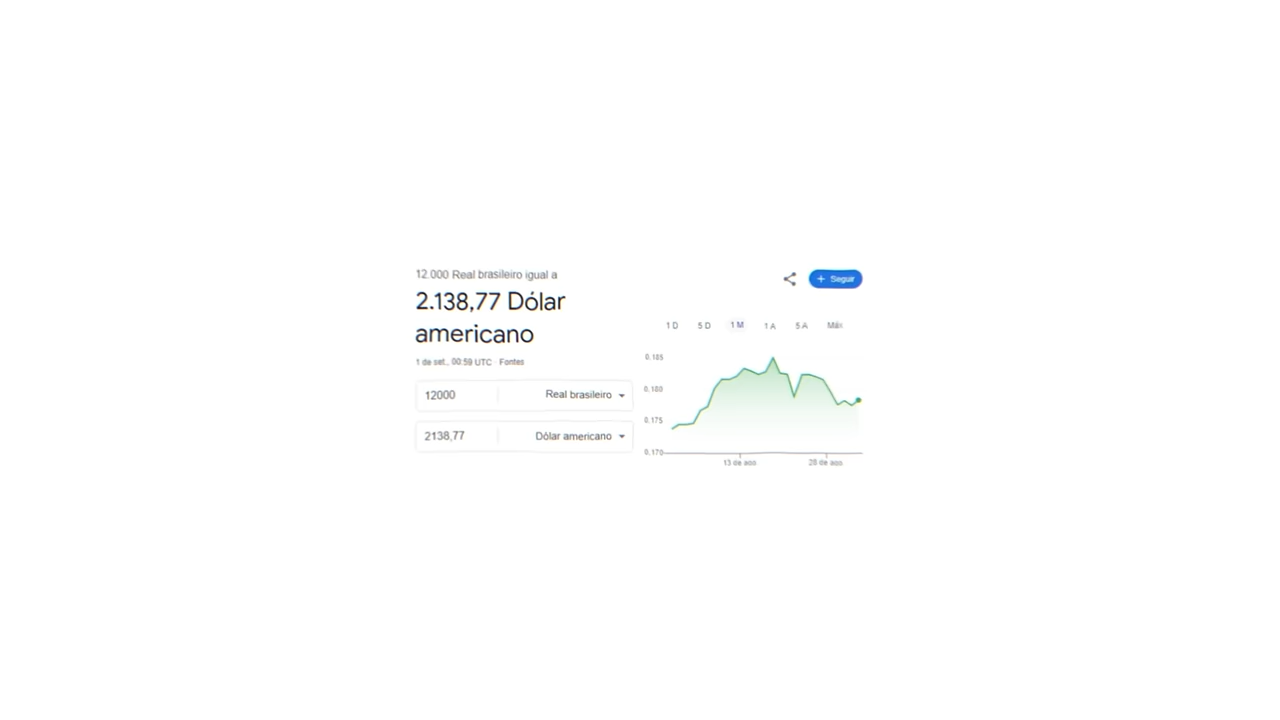 12.000 Real brasileiro igual a
2.138,77 Dólar
americano
1 de set., 00:59 UTC · Fontes
12000 Real brasileiro
2138,77 Dólar americano
Seguir
1 D 5 D 1 M 1 A 5 A Máx
0,185
0,180
0,175
0,170
13 de ago 28 de ago